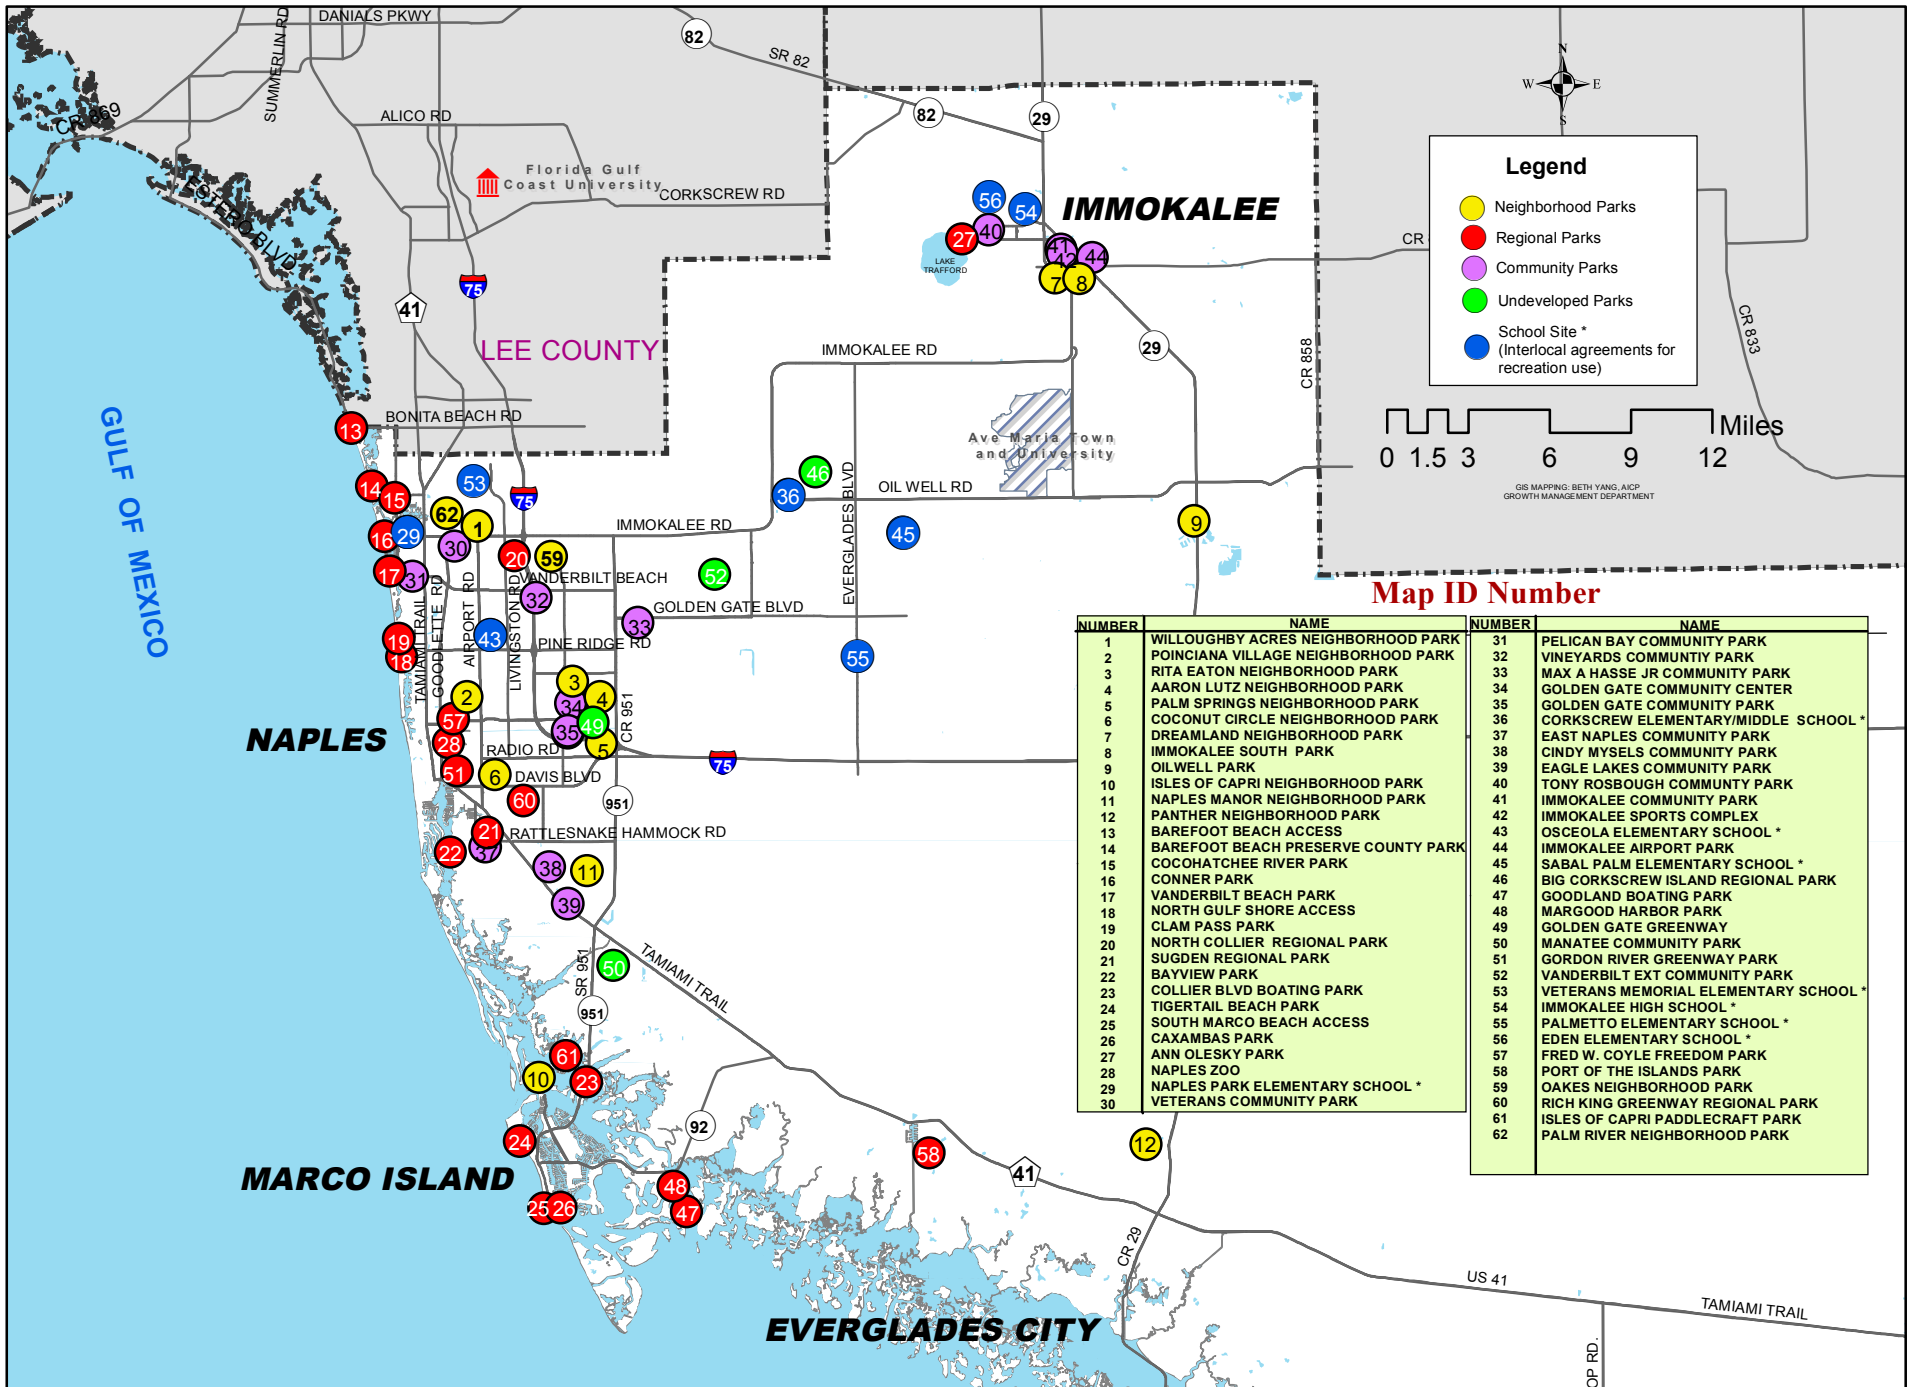 DANIALS PKWY
SUMMERLIN RD
82
SR 82
CR 869
ALICO RD
82
29
N
W
E
S
Florida Gulf
Coast University
CORKSCREW RD
ESTERO BLVD.
41
75
LEE COUNTY
56
54
IMMOKALEE
40
27
LAKE
TRAFFORD
41
42
44
7
8
CR
IMMOKALEE RD
29
CR 858
CR 833
Legend
Neighborhood Parks
Regional Parks
Community Parks
Undeveloped Parks
School Site *
(Interlocal agreements for
recreation use)
Miles
0 1.5 3 6 9 12
GIS MAPPING: BETH YANG, AICP
GROWTH MANAGEMENT DEPARTMENT
GULF OF MEXICO
13
BONITA BEACH RD
Ave Maria Town
and University
14
15
53
75
46
36
OIL WELL RD
EVERGLADES BLVD
62
1
16
29
30
IMMOKALEE RD
45
9
20
59
17
31
VANDERBILT BEACH
52
32
GOLDEN GATE BLVD
33
TAMIAMI TRAIL
GOODLETTE RD
AIRPORT RD
LIVINGSTON RD
43
19
18
PINE RIDGE RD
55
3
2
4
34
57
49
35
CR 951
NAPLES
28
RADIO RD
5
75
51
6
DAVIS BLVD
60
951
21
RATTLESNAKE HAMMOCK RD
22
37
38
11
39
SR 951
50
TAMIAMI TRAIL
951
61
10
23
24
92
58
12
MARCO ISLAND
48
41
25
26
47
CR 29
US 41
TAMIAMI TRAIL
EVERGLADES CITY
OP RD.
Map ID Number
NUMBER NAME
1 WILLOUGHBY ACRES NEIGHBORHOOD PARK
2 POINCIANA VILLAGE NEIGHBORHOOD PARK
3 RITA EATON NEIGHBORHOOD PARK
4 AARON LUTZ NEIGHBORHOOD PARK
5 PALM SPRINGS NEIGHBORHOOD PARK
6 COCONUT CIRCLE NEIGHBORHOOD PARK
7 DREAMLAND NEIGHBORHOOD PARK
8 IMMOKALEE SOUTH PARK
9 OILWELL PARK
10 ISLES OF CAPRI NEIGHBORHOOD PARK
11 NAPLES MANOR NEIGHBORHOOD PARK
12 PANTHER NEIGHBORHOOD PARK
13 BAREFOOT BEACH ACCESS
14 BAREFOOT BEACH PRESERVE COUNTY PARK
15 COCOHATCHEE RIVER PARK
16 CONNER PARK
17 VANDERBILT BEACH PARK
18 NORTH GULF SHORE ACCESS
19 CLAM PASS PARK
20 NORTH COLLIER REGIONAL PARK
21 SUGDEN REGIONAL PARK
22 BAYVIEW PARK
23 COLLIER BLVD BOATING PARK
24 TIGERTAIL BEACH PARK
25 SOUTH MARCO BEACH ACCESS
26 CAXAMBAS PARK
27 ANN OLESKY PARK
28 NAPLES ZOO
29 NAPLES PARK ELEMENTARY SCHOOL *
30 VETERANS COMMUNITY PARK
NUMBER NAME
31 PELICAN BAY COMMUNITY PARK
32 VINEYARDS COMMUNTIY PARK
33 MAX A HASSE JR COMMUNITY PARK
34 GOLDEN GATE COMMUNITY CENTER
35 GOLDEN GATE COMMUNITY PARK
36 CORKSCREW ELEMENTARY/MIDDLE SCHOOL *
37 EAST NAPLES COMMUNITY PARK
38 CINDY MYSELS COMMUNITY PARK
39 EAGLE LAKES COMMUNITY PARK
40 TONY ROSBOUGH COMMUNTY PARK
41 IMMOKALEE COMMUNITY PARK
42 IMMOKALEE SPORTS COMPLEX
43 OSCEOLA ELEMENTARY SCHOOL *
44 IMMOKALEE AIRPORT PARK
45 SABAL PALM ELEMENTARY SCHOOL *
46 BIG CORKSCREW ISLAND REGIONAL PARK
47 GOODLAND BOATING PARK
48 MARGOOD HARBOR PARK
49 GOLDEN GATE GREENWAY
50 MANATEE COMMUNITY PARK
51 GORDON RIVER GREENWAY PARK
52 VANDERBILT EXT COMMUNITY PARK
53 VETERANS MEMORIAL ELEMENTARY SCHOOL *
54 IMMOKALEE HIGH SCHOOL *
55 PALMETTO ELEMENTARY SCHOOL *
56 EDEN ELEMENTARY SCHOOL *
57 FRED W. COYLE FREEDOM PARK
58 PORT OF THE ISLANDS PARK
59 OAKES NEIGHBORHOOD PARK
60 RICH KING GREENWAY REGIONAL PARK
61 ISLES OF CAPRI PADDLECRAFT PARK
62 PALM RIVER NEIGHBORHOOD PARK